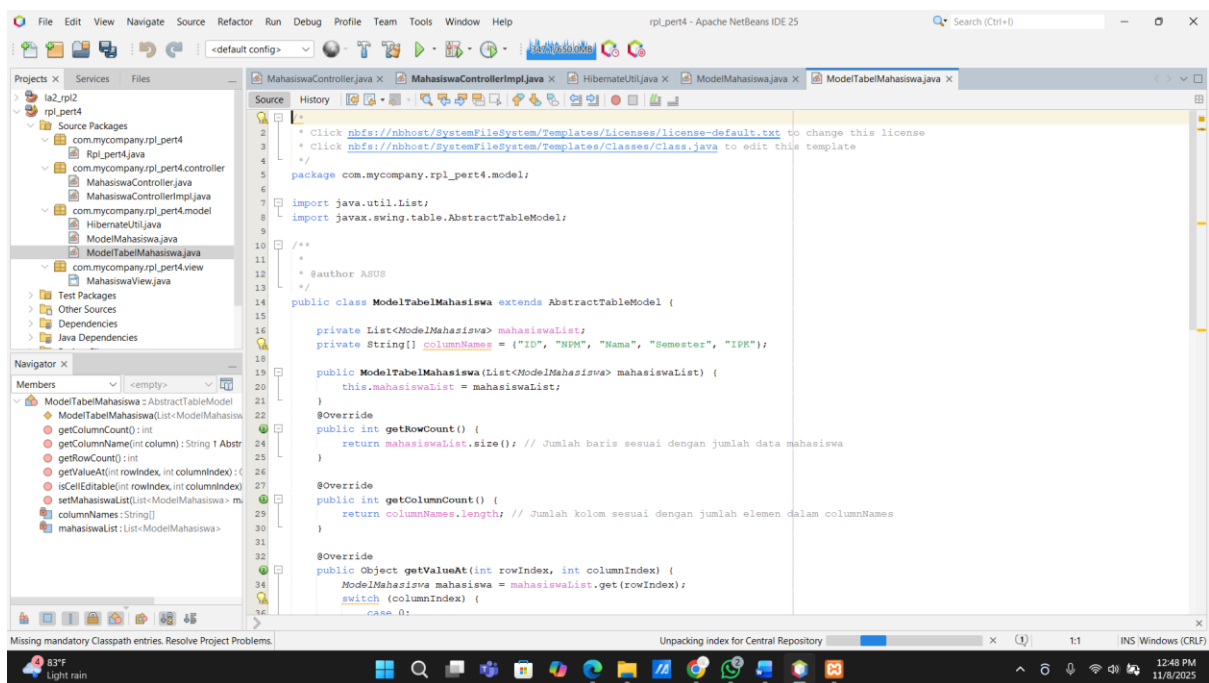 File Edit View Navigate Source Refactor Run Debug Profile Team Tools Window Help
rpl_pert4 - Apache NetBeans IDE 25
Search (Ctrl+I)
<default config>
Projects Services Files
la2_rpl2
rpl_pert4
Source Packages
com.mycompany.rpl_pert4
Rpl_pert4.java
com.mycompany.rpl_pert4.controller
MahasiswaController.java
MahasiswaControllerImpl.java
com.mycompany.rpl_pert4.model
HibernateUtil.java
ModelMahasiswa.java
ModelTabelMahasiswa.java
com.mycompany.rpl_pert4.view
MahasiswaView.java
Test Packages
Other Sources
Dependencies
Java Dependencies
Navigator
Members <empty>
ModelTabelMahasiswa :: AbstractTableModel
ModelTabelMahasiswa(List<ModelMahasisw
getColumnCount() : int
getColumnName(int column) : String ↑ Abstr
getRowCount() : int
getValueAt(int rowIndex, int columnIndex) : (
isCellEditable(int rowIndex, int columnIndex)
setMahasiswaList(List<ModelMahasiswa> m
columnNames : String[]
mahasiswaList : List<ModelMahasiswa>
MahasiswaController.java MahasiswaControllerImpl.java HibernateUtil.java ModelMahasiswa.java ModelTabelMahasiswa.java
Source History
/*
2 * Click nbfs://nbhost/SystemFileSystem/Templates/Licenses/license-default.txt to change this license
3 * Click nbfs://nbhost/SystemFileSystem/Templates/Classes/Class.java to edit this template
4 */
5 package com.mycompany.rpl_pert4.model;
6
7 import java.util.List;
8 import javax.swing.table.AbstractTableModel;
9
10 /**
11 *
12 * @author ASUS
13 */
14 public class ModelTabelMahasiswa extends AbstractTableModel {
15
16 private List<ModelMahasiswa> mahasiswaList;
private String[] columnNames = {"ID", "NPM", "Nama", "Semester", "IPK"};
18
19 public ModelTabelMahasiswa(List<ModelMahasiswa> mahasiswaList) {
20 this.mahasiswaList = mahasiswaList;
21 }
22 @Override
public int getRowCount() {
24 return mahasiswaList.size(); // Jumlah baris sesuai dengan jumlah data mahasiswa
25 }
26
27 @Override
public int getColumnCount() {
29 return columnNames.length; // Jumlah kolom sesuai dengan jumlah elemen dalam columnNames
30 }
31
32 @Override
public Object getValueAt(int rowIndex, int columnIndex) {
34 ModelMahasiswa mahasiswa = mahasiswaList.get(rowIndex);
switch (columnIndex) {
36 case 0:
Missing mandatory Classpath entries. Resolve Project Problems.
Unpacking index for Central Repository
1
1:1
INS Windows (CRLF)
4
83°F
Light rain
12:48 PM
11/8/2025